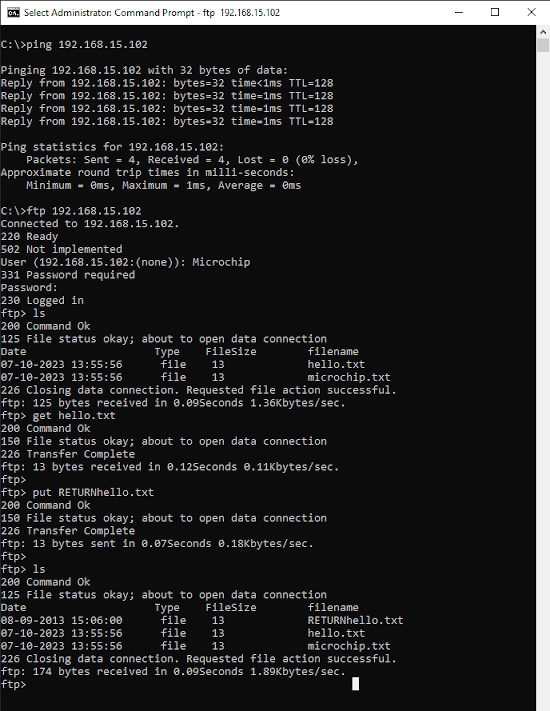 Select Administrator: Command Prompt - ftp 192.168.15.102
C:\>ping 192.168.15.102
Pinging 192.168.15.102 with 32 bytes of data:
Reply from 192.168.15.102: bytes=32 time<1ms TTL=128
Reply from 192.168.15.102: bytes=32 time=1ms TTL=128
Reply from 192.168.15.102: bytes=32 time=1ms TTL=128
Reply from 192.168.15.102: bytes=32 time=1ms TTL=128
Ping statistics for 192.168.15.102:
    Packets: Sent = 4, Received = 4, Lost = 0 (0% loss),
Approximate round trip times in milli-seconds:
    Minimum = 0ms, Maximum = 1ms, Average = 0ms
C:\>ftp 192.168.15.102
Connected to 192.168.15.102.
220 Ready
502 Not implemented
User (192.168.15.102:(none)): Microchip
331 Password required
Password:
230 Logged in
ftp> ls
200 Command Ok
125 File status okay; about to open data connection
Date                    Type    FileSize        filename
07-10-2023 13:55:56      file    13             hello.txt
07-10-2023 13:55:56      file    13             microchip.txt
226 Closing data connection. Requested file action successful.
ftp: 125 bytes received in 0.09Seconds 1.36Kbytes/sec.
ftp> get hello.txt
200 Command Ok
150 File status okay; about to open data connection
226 Transfer Complete
ftp: 13 bytes received in 0.12Seconds 0.11Kbytes/sec.
ftp>
ftp> put RETURNhello.txt
200 Command Ok
150 File status okay; about to open data connection
226 Transfer Complete
ftp: 13 bytes sent in 0.07Seconds 0.18Kbytes/sec.
ftp>
ftp> ls
200 Command Ok
125 File status okay; about to open data connection
Date                    Type    FileSize        filename
08-09-2013 15:06:00      file    13             RETURNhello.txt
07-10-2023 13:55:56      file    13             hello.txt
07-10-2023 13:55:56      file    13             microchip.txt
226 Closing data connection. Requested file action successful.
ftp: 174 bytes received in 0.09Seconds 1.89Kbytes/sec.
ftp>